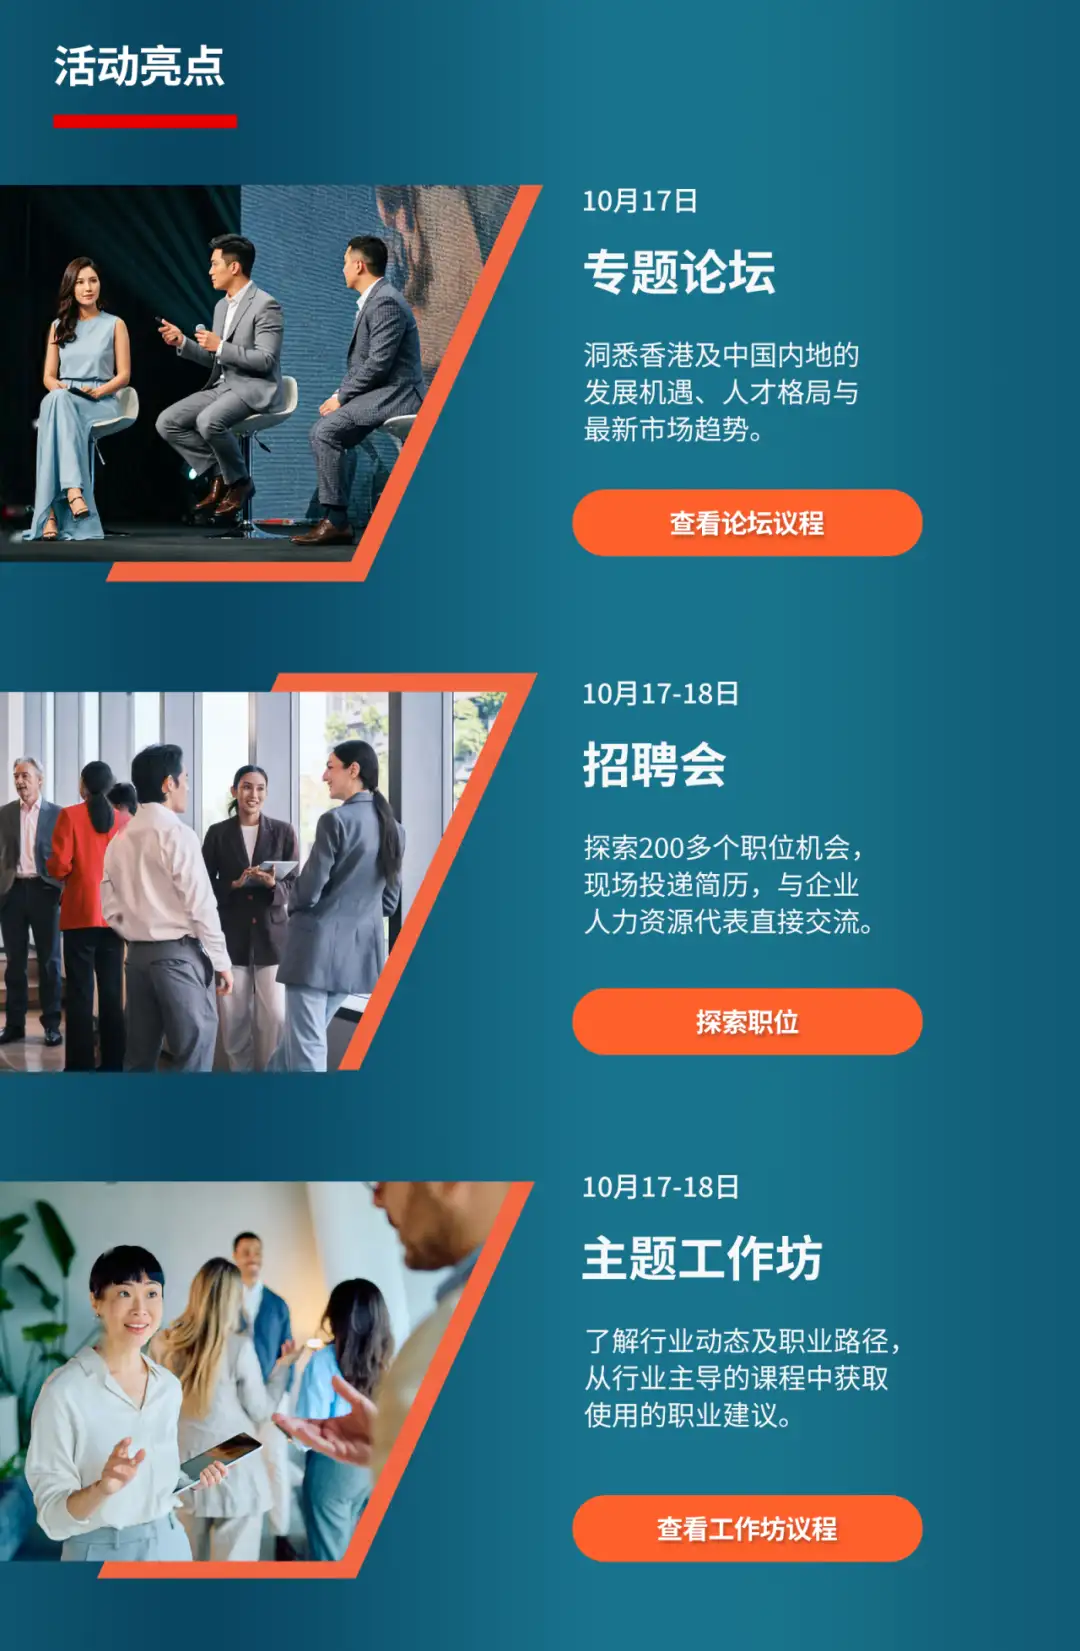 活动亮点
10月17日
专题论坛
洞悉香港及中国内地的
发展机遇、人才格局与
最新市场趋势。
查看论坛议程
10月17-18日
招聘会
探索200多个职位机会，
现场投递简历，与企业
人力资源代表直接交流。
探索职位
10月17-18日
主题工作坊
了解行业动态及职业路径，
从行业主导的课程中获取
使用的职业建议。
查看工作坊议程